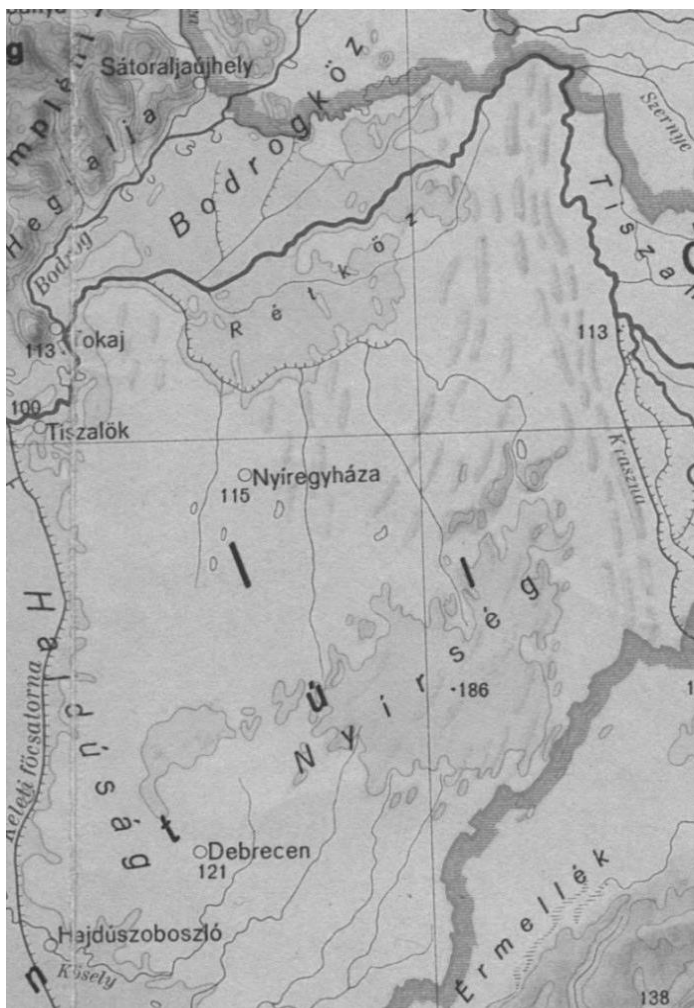 g
Sátoraljaújhely
mplén
Hegyalja
Bodrogköz
Szernye
Bodrog
Rétköz
113
Tokaj
113
100
Tiszalök
Kraszna
Nyíregyháza
115
Hajdúság
Nyírség
186
ú
l
l
Keleti főcsatorna
t
Debrecen
121
Érmellék
Hajdúszoboszló
Kösely
n
138